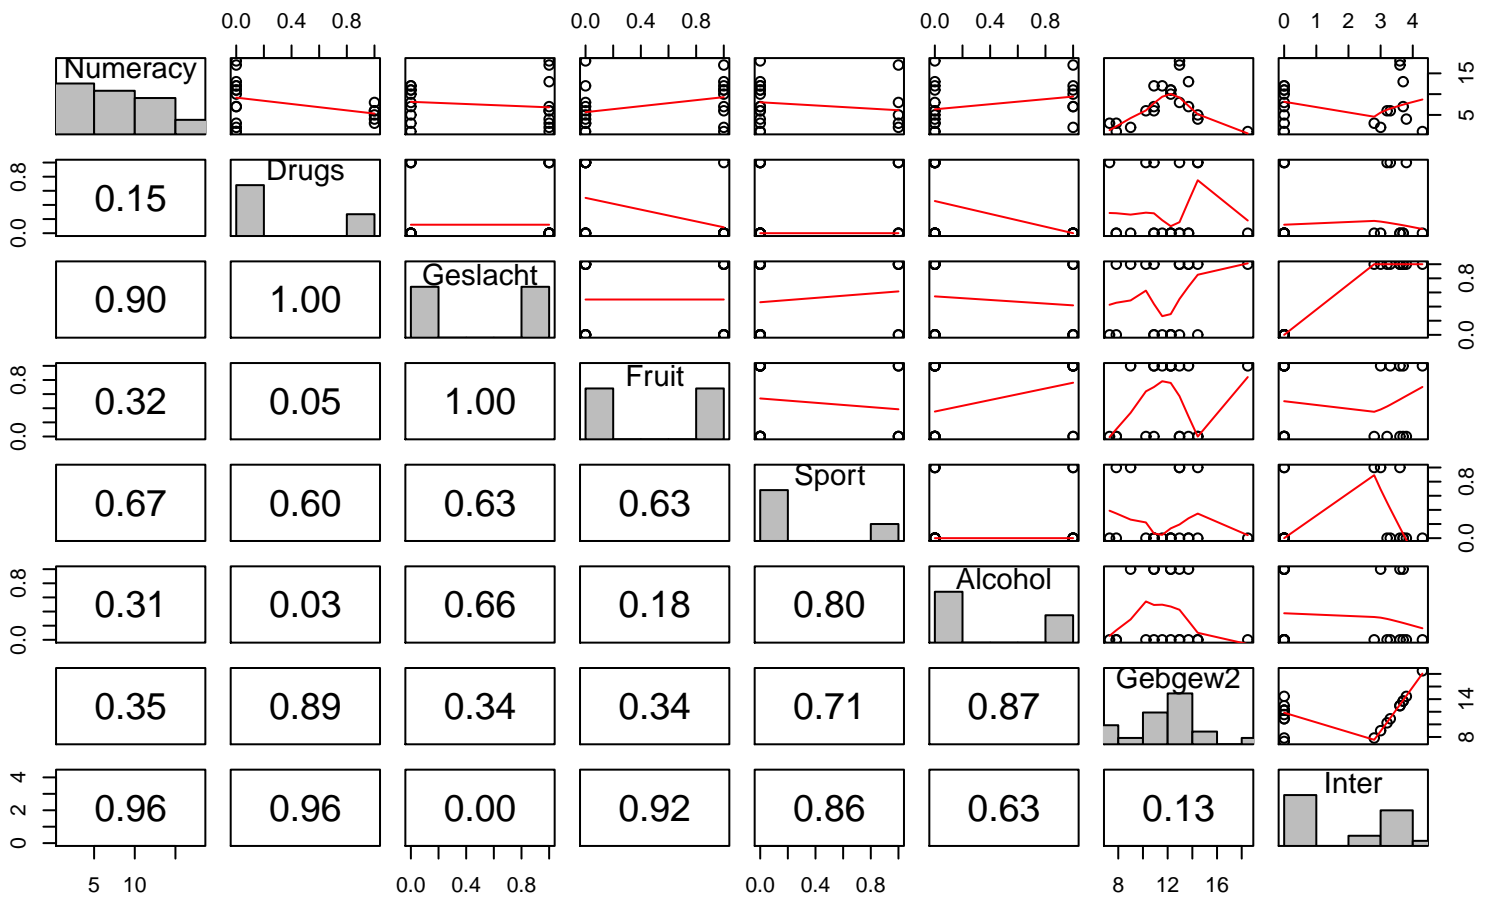 0.0 0.8 0.0 0.8 0.0 0.8 0 1 2 3 4
Numeracy
5 15
0.0 0.8
Drugs
0.15
Geslacht
0.90 1.00
0.0 0.8
0.0 0.8
Fruit
0.32 0.05 1.00
Sport
0.67 0.60 0.63 0.63
0.0 0.8
0.0 0.8
Alcohol
0.31 0.03 0.66 0.18 0.80
Gebgew2
0.35 0.89 0.34 0.34 0.71 0.87
8 14
0 2 4
Inter
0.96 0.96 0.00 0.92 0.86 0.63 0.13
5 10 0.0 0.4 0.8 0.0 0.4 0.8 8 12 16